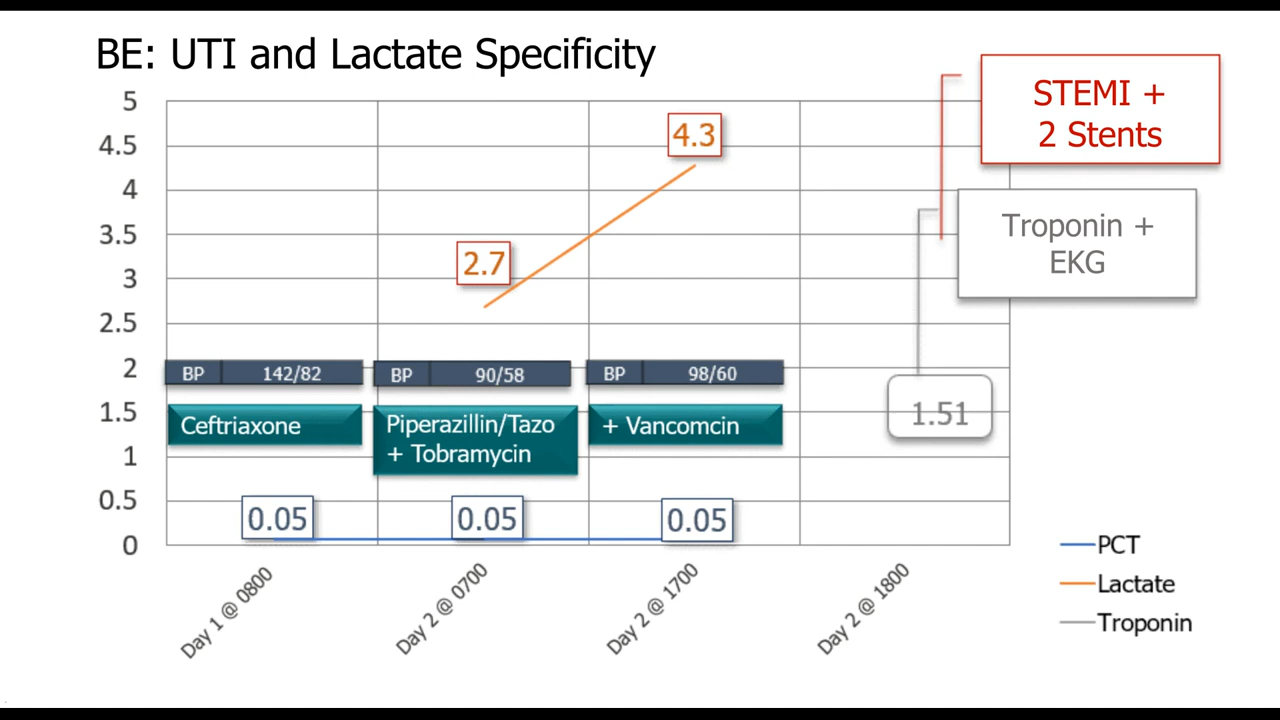 BE: UTI and Lactate Specificity
5
4.5
4
3.5
3
2.5
2
1.5
1
0.5
0
STEMI +
2 Stents
Troponin +
EKG
4.3
2.7
BP 142/82
BP 90/58
BP 98/60
Ceftriaxone
Piperazillin/Tazo
+ Tobramycin
+ Vancomcin
1.51
0.05
0.05
0.05
Day 1 @ 0800
Day 2 @ 0700
Day 2 @ 1700
Day 2 @ 1800
PCT
Lactate
Troponin